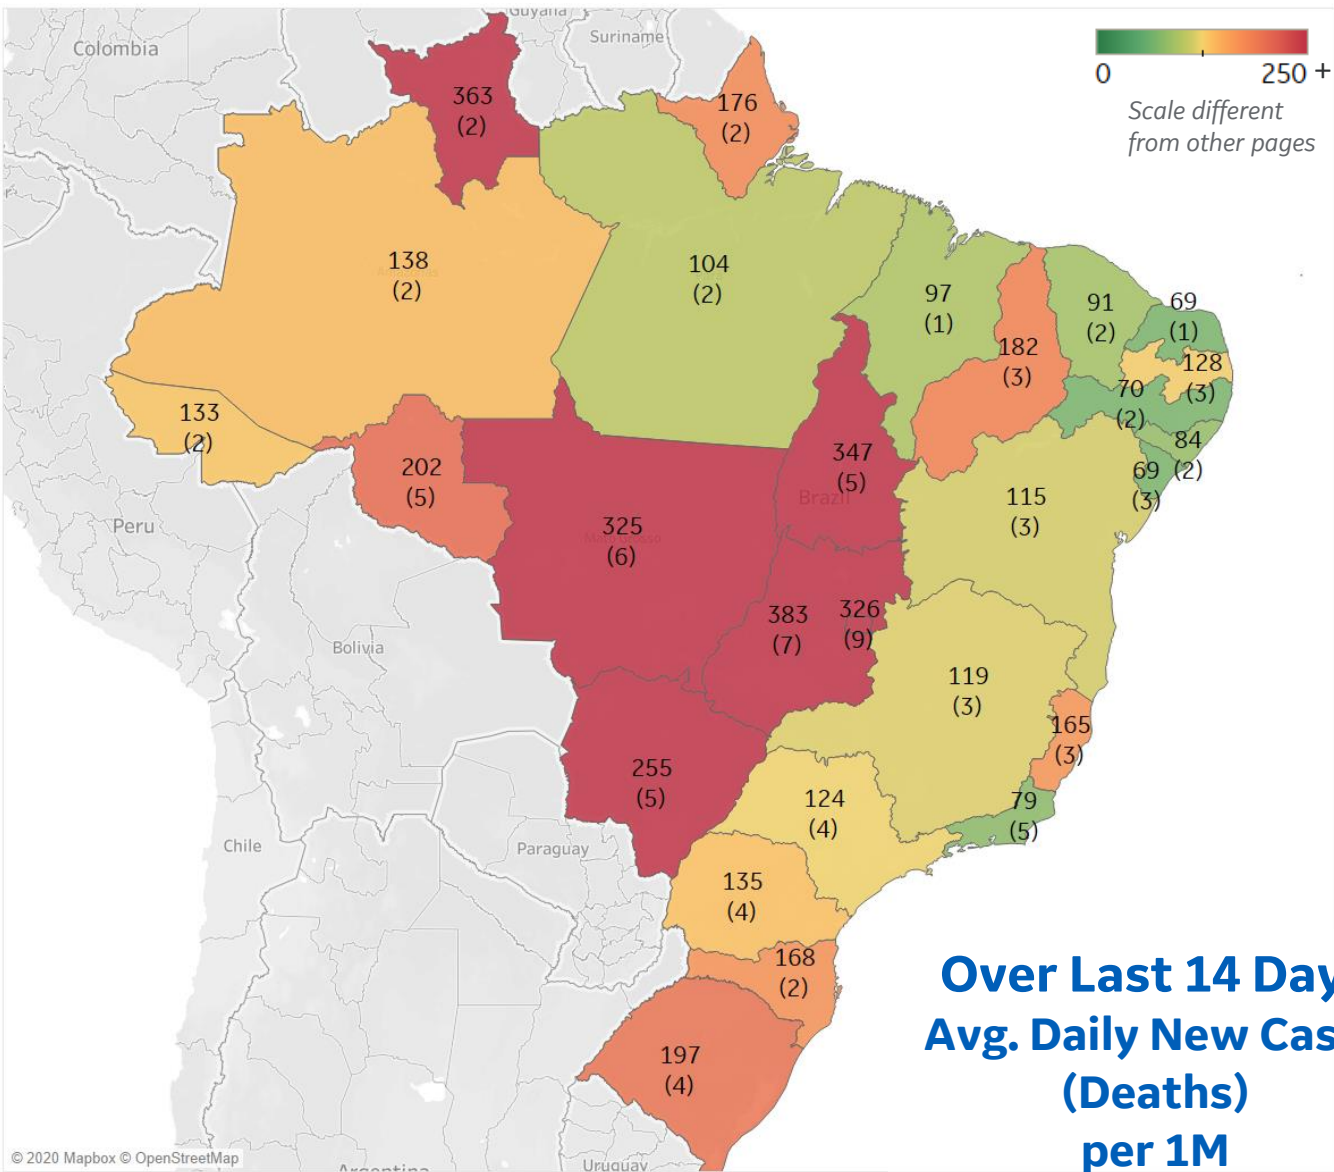 Guyana
Colombia
Suriname
0 250 +
Scale different
from other pages
363
(2)
176
(2)
138
(2)
104
(2)
97
(1)
182
(3)
91
(2)
69
(1)
128
(3)
70
(2)
84
(2)
69
(3)
133
(2)
202
(5)
347
(5)
Brazil
115
(3)
Peru
325
(6)
Mato Grosso
383
(7)
326
(9)
Bolivia
119
(3)
165
(3)
255
(5)
124
(4)
79
(5)
Chile
Paraguay
135
(4)
168
(2)
197
(4)
Over Last 14 Day
Avg. Daily New Cas
(Deaths)
per 1M
© 2020 Mapbox © OpenStreetMap
Argentina
Uruguay